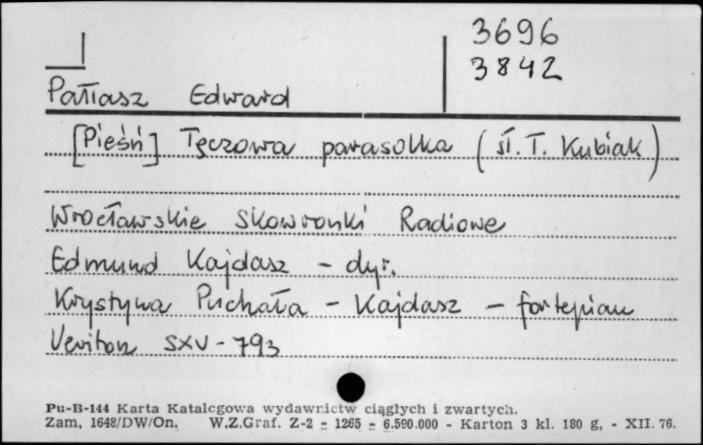 3696
3842
Pałłasz Edward
[Pieśń] Tęczowa parasolka (sł. T. Kubiak)
Wrocławskie Skowronki Radiowe
Edmund Kajdasz - dyr.
Krystyna Puchała - Kajdasz - fortepian
Veriton SXV - 793
Pu-B-144 Karta Katalogowa wydawnictw ciągłych i zwartych.
Zam. 1648/DW/On. W.Z.Graf. Z-2 = 1265 = 6.590.000 - Karton 3 kl. 180 g, - XII. 76.